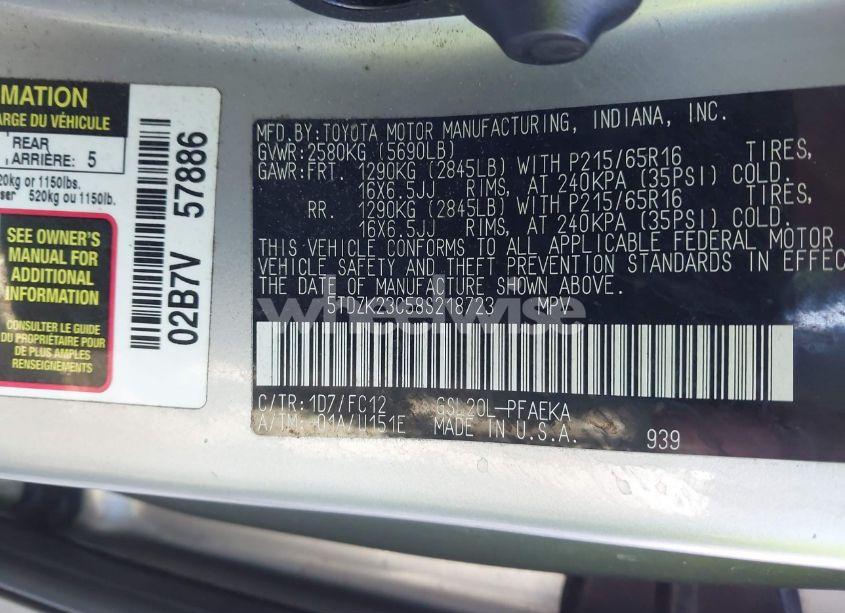 MATION
ARGE DU VÉHICULE
REAR
ARRIÈRE: 5
20kg or 1150lbs.
ser 520kg ou 1150lb.
SEE OWNER'S
MANUAL FOR
ADDITIONAL
INFORMATION
CONSULTER LE GUIDE
DU PROPRIÉTAIRE POUR
DE PLUS AMPLES
RENSEIGNEMENTS
02B7V 57886
MFD.BY:TOYOTA MOTOR MANUFACTURING, INDIANA, INC.
GVWR:2580KG (5690LB)
GAWR:FRT. 1290KG (2845LB) WITH P215/65R16 TIRES,
16X6.5JJ RIMS, AT 240KPA (35PSI) COLD.
RR. 1290KG (2845LB) WITH P215/65R16 TIRES,
16X6.5JJ RIMS, AT 240KPA (35PSI) COLD.
THIS VEHICLE CONFORMS TO ALL APPLICABLE FEDERAL MOTOR
VEHICLE SAFETY AND THEFT PREVENTION STANDARDS IN EFFEC
THE DATE OF MANUFACTURE SHOWN ABOVE.
5TDZK23C58S218723 MPV
wheelwise
C/TR:1D7/FC12 GSL20L-PFAEKA
A/TM:-01A/U151E MADE IN U.S.A. 939